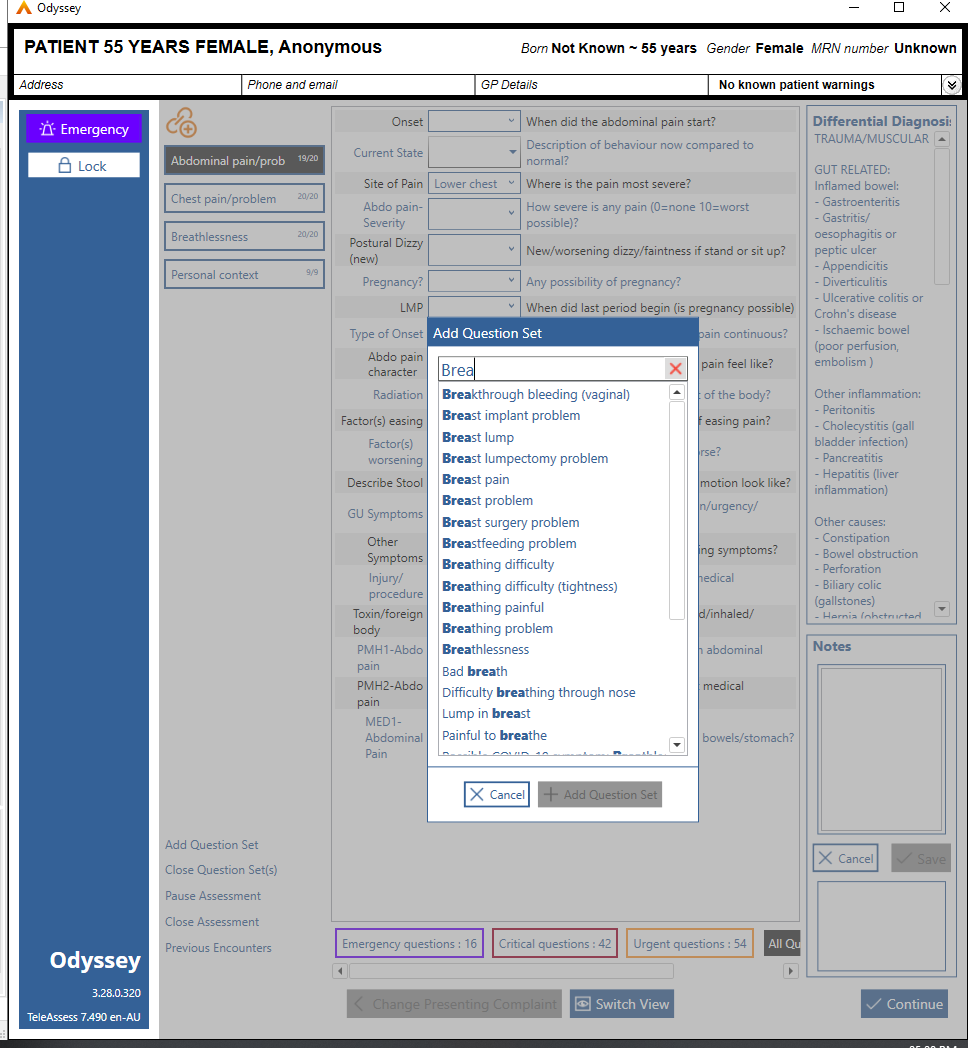 Odyssey
PATIENT 55 YEARS FEMALE, Anonymous
Born Not Known ~ 55 years Gender Female MRN number Unknown
Address
Phone and email
GP Details
No known patient warnings
Emergency
Lock
Abdominal pain/prob 19/20
Chest pain/problem 20/20
Breathlessness 20/20
Personal context 9/9
Add Question Set
Close Question Set(s)
Pause Assessment
Close Assessment
Previous Encounters
Odyssey
3.28.0.320
TeleAssess 7.490 en-AU
Onset When did the abdominal pain start?
Current State Description of behaviour now compared to
normal?
Site of Pain Lower chest Where is the pain most severe?
Abdo pain-
Severity
How severe is any pain (0=none 10=worst
possible)?
Postural Dizzy
(new)
New/worsening dizzy/faintness if stand or sit up?
Pregnancy? Any possibility of pregnancy?
LMP When did last period begin (is pregnancy possible)
Type of Onset pain continuous?
Abdo pain
character
pain feel like?
Radiation t of the body?
Factor(s) easing f easing pain?
Factor(s)
worsening
rse?
Describe Stool motion look like?
GU Symptoms n/urgency/
Other
Symptoms
ng symptoms?
Injury/
procedure
medical
Toxin/foreign
body
d/inhaled/
PMH1-Abdo
pain
n abdominal
PMH2-Abdo
pain
medical
MED1-
Abdominal
Pain
bowels/stomach?
Add Question Set
Brea
Breakthrough bleeding (vaginal)
Breast implant problem
Breast lump
Breast lumpectomy problem
Breast pain
Breast problem
Breast surgery problem
Breastfeeding problem
Breathing difficulty
Breathing difficulty (tightness)
Breathing painful
Breathing problem
Breathlessness
Bad breath
Difficulty breathing through nose
Lump in breast
Painful to breathe
Possible COVID-19 symptom: Breathle
Cancel
Add Question Set
Emergency questions : 16
Critical questions : 42
Urgent questions : 54
All Qu
Change Presenting Complaint
Switch View
Differential Diagnosi:
TRAUMA/MUSCULAR
GUT RELATED:
Inflamed bowel:
- Gastroenteritis
- Gastritis/
oesophagitis or
peptic ulcer
- Appendicitis
- Diverticulitis
- Ulcerative colitis or
Crohn's disease
- Ischaemic bowel
(poor perfusion,
embolism )
Other inflammation:
- Peritonitis
- Cholecystitis (gall
bladder infection)
- Pancreatitis
- Hepatitis (liver
inflammation)
Other causes:
- Constipation
- Bowel obstruction
- Perforation
- Biliary colic
(gallstones)
- Hernia (obstructed
Notes
Cancel
Save
Continue